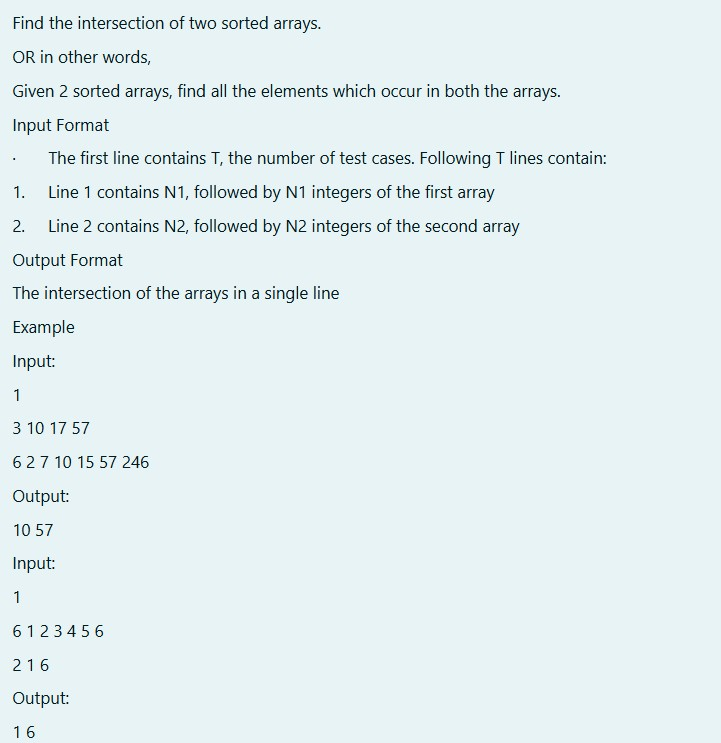 Find the intersection of two sorted arrays.
OR in other words,
Given 2 sorted arrays, find all the elements which occur in both the arrays.
Input Format
· The first line contains T, the number of test cases. Following T lines contain:
1. Line 1 contains N1, followed by N1 integers of the first array
2. Line 2 contains N2, followed by N2 integers of the second array
Output Format
The intersection of the arrays in a single line
Example
Input:
1
3 10 17 57
6 2 7 10 15 57 246
Output:
10 57
Input:
1
6 1 2 3 4 5 6
2 1 6
Output:
1 6